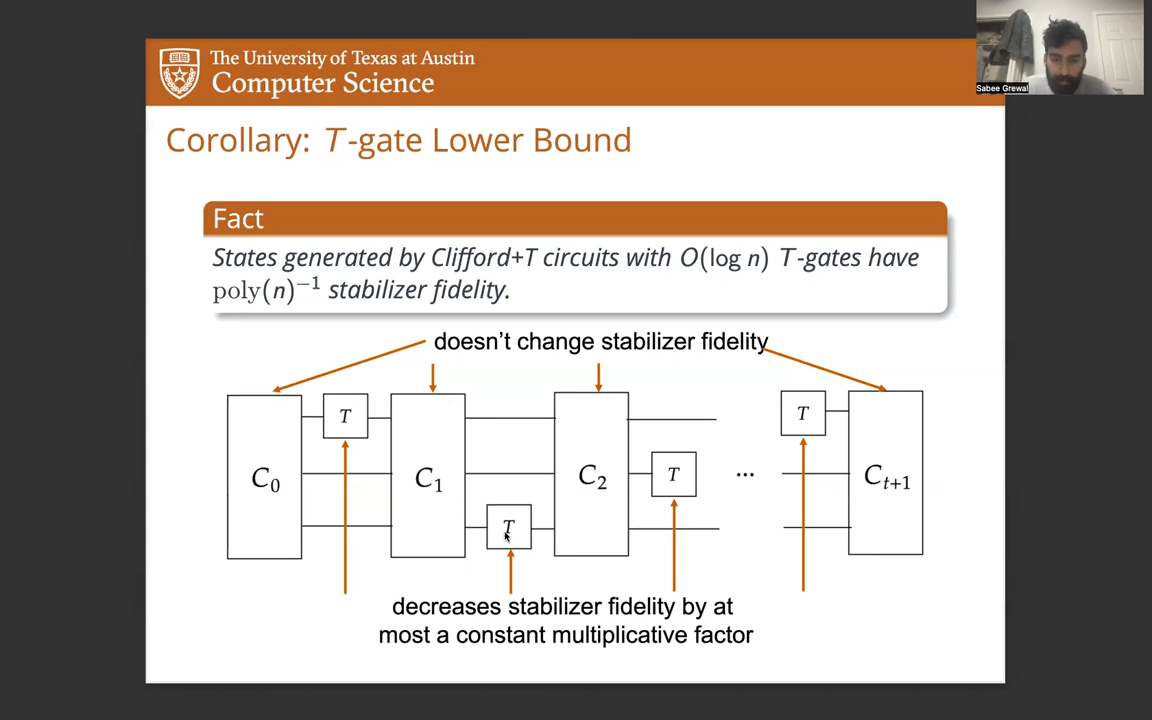 The University of Texas at Austin
Computer Science
Sabee Grewal
Corollary: T-gate Lower Bound
Fact
States generated by Clifford+T circuits with O(log n) T-gates have
poly(n)⁻¹ stabilizer fidelity.
doesn't change stabilizer fidelity
C₀ T C₁ T C₂ T ... T Cₜ₊₁
decreases stabilizer fidelity by at
most a constant multiplicative factor